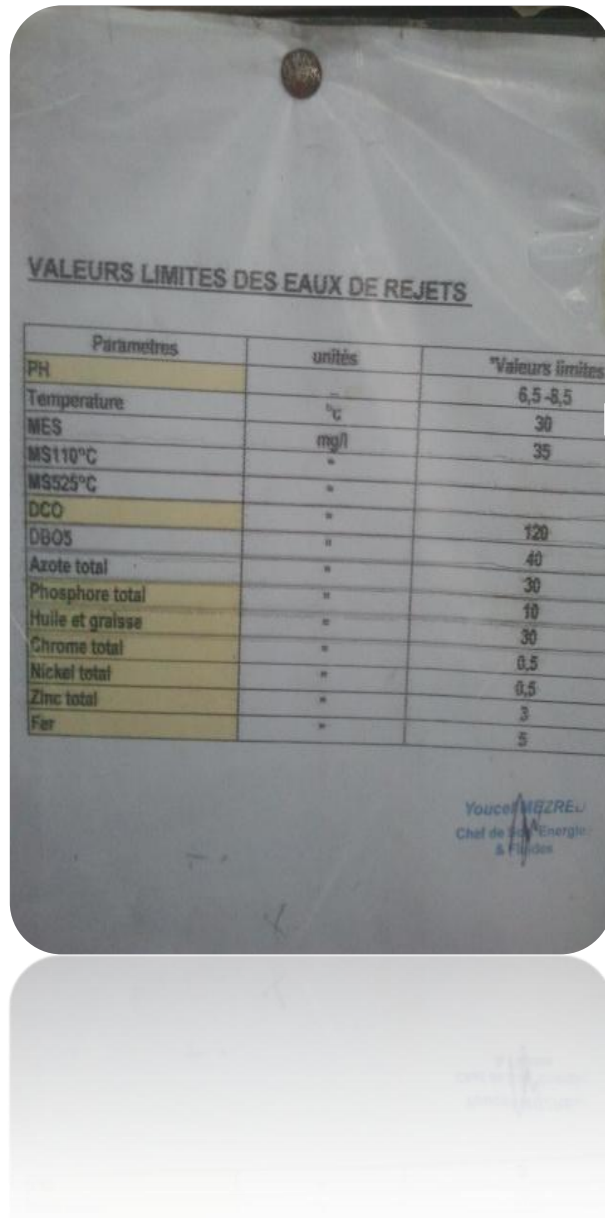 VALEURS LIMITES DES EAUX DE REJETS
Parametres unités *Valeurs limites
PH – 6,5 -8,5
Temperature °C 30
MES mg/l 35
MS110°C "
MS525°C "
DCO " 120
DBO5 " 40
Azote total " 30
Phosphore total " 10
Huile et graisse " 30
Chrome total " 0,5
Nickel total " 0,5
Zinc total " 3
Fer " 5
Youcef
Chef de Energie
& Fluides